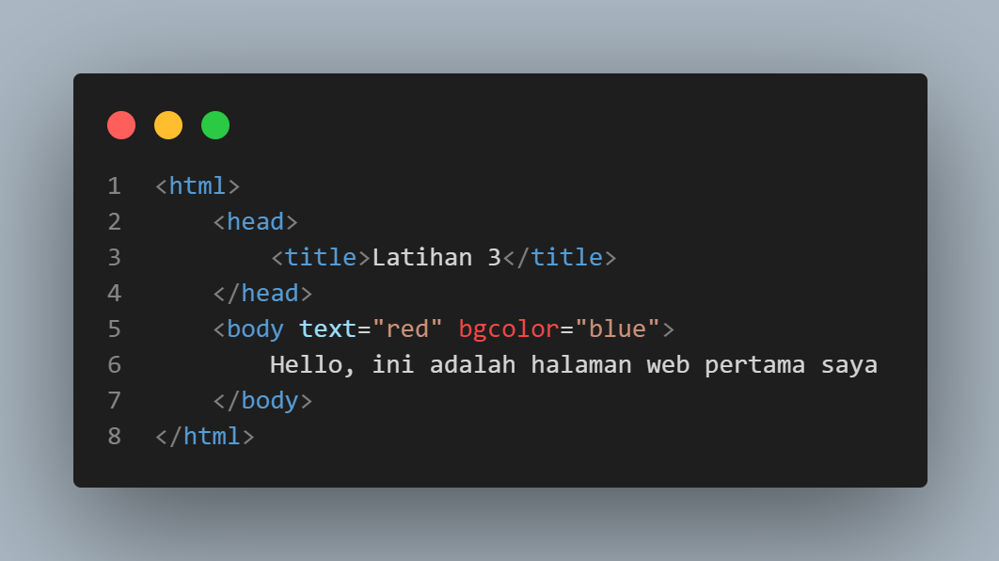 1 <html>
2     <head>
3         <title>Latihan 3</title>
4     </head>
5     <body text="red" bgcolor="blue">
6         Hello, ini adalah halaman web pertama saya
7     </body>
8 </html>